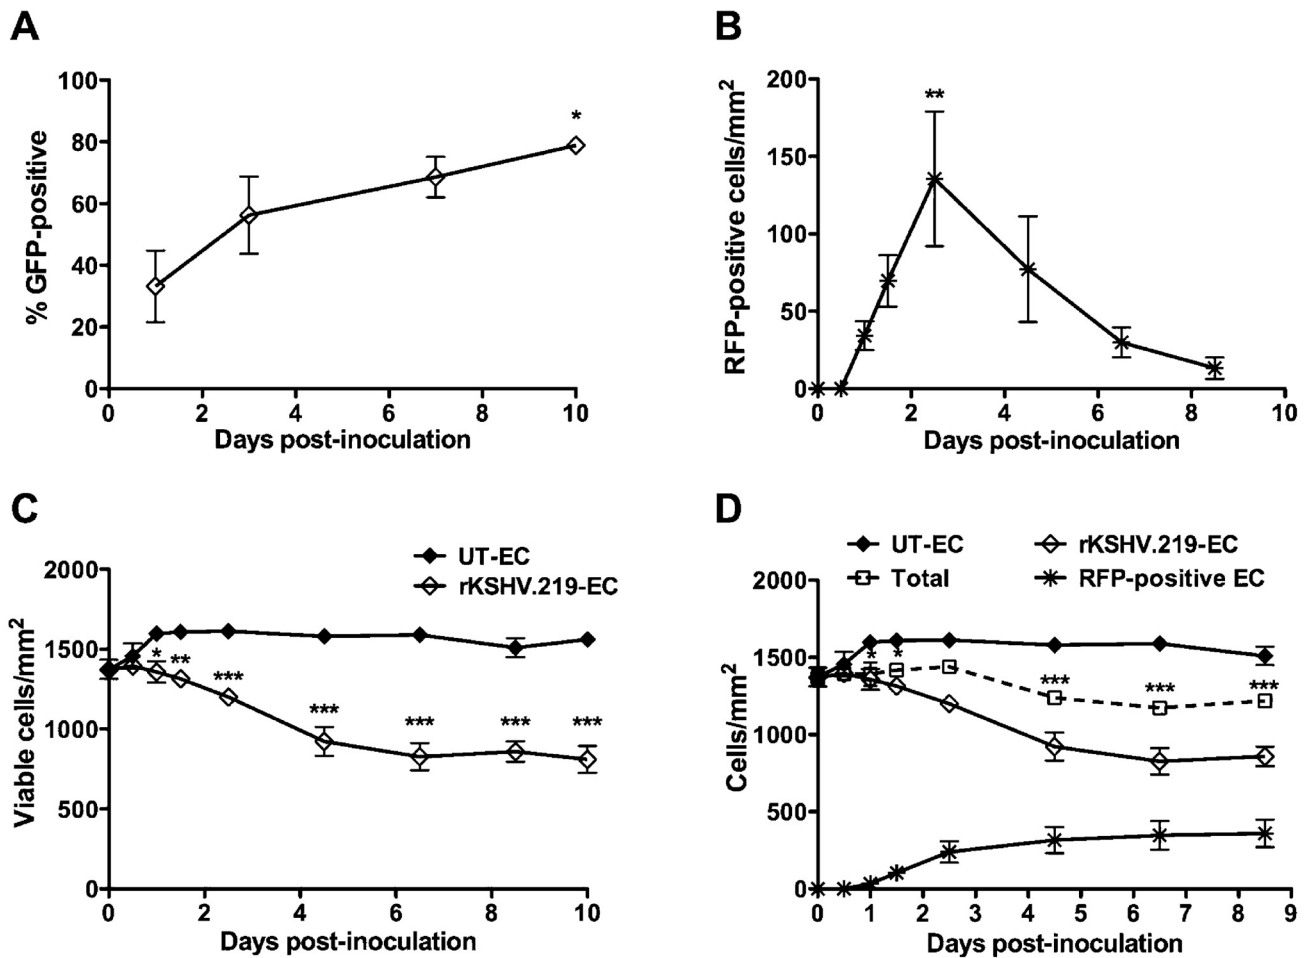 A
% GFP-positive
100
80
60
40
20
0
*
0 2 4 6 8 10
Days post-inoculation
B
RFP-positive cells/mm²
200
150
100
50
0
**
0 2 4 6 8 10
Days post-inoculation
C
UT-EC
rKSHV.219-EC
Viable cells/mm²
2000
1500
1000
500
0
* ** *** *** *** *** ***
0 2 4 6 8 10
Days post-inoculation
D
UT-EC rKSHV.219-EC
Total RFP-positive EC
Cells/mm²
2000
1500
1000
500
0
* * *** *** ***
0 1 2 3 4 5 6 7 8 9
Days post-inoculation